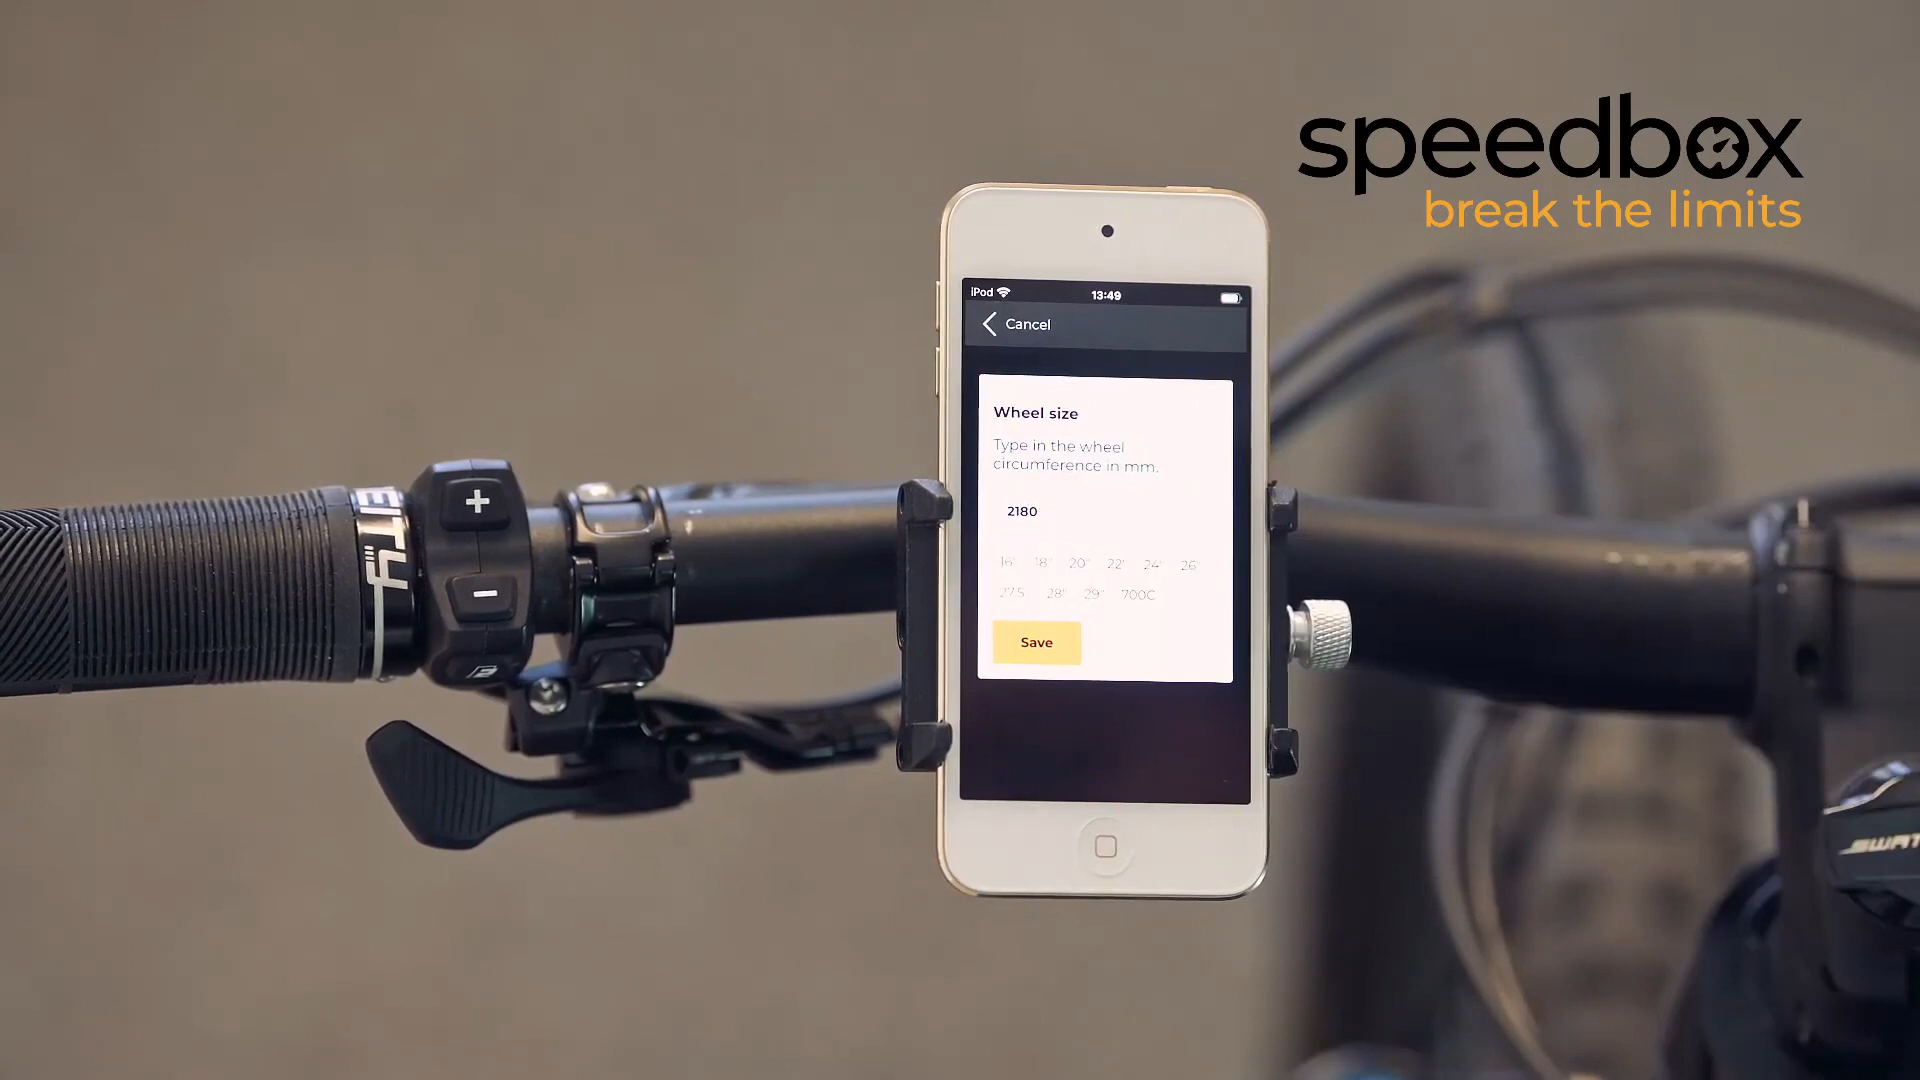 speedbox
break the limits
iPod
13:49
Cancel
Wheel size
Type in the wheel
circumference in mm.
2180
16" 18" 20" 22" 24" 26"
27.5 28" 29" 700C
Save
+
−